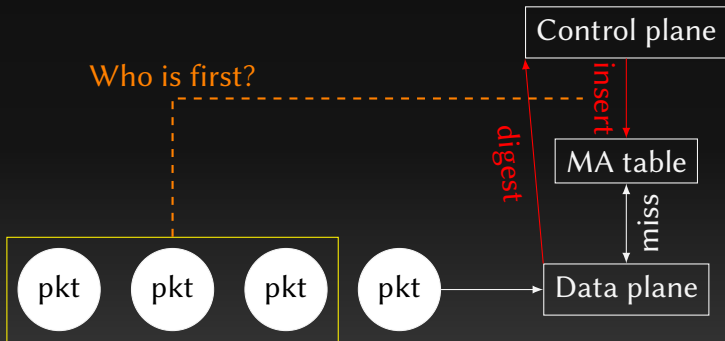 Control plane
Who is first?
insert
digest
MA table
miss
pkt
pkt
pkt
pkt
Data plane